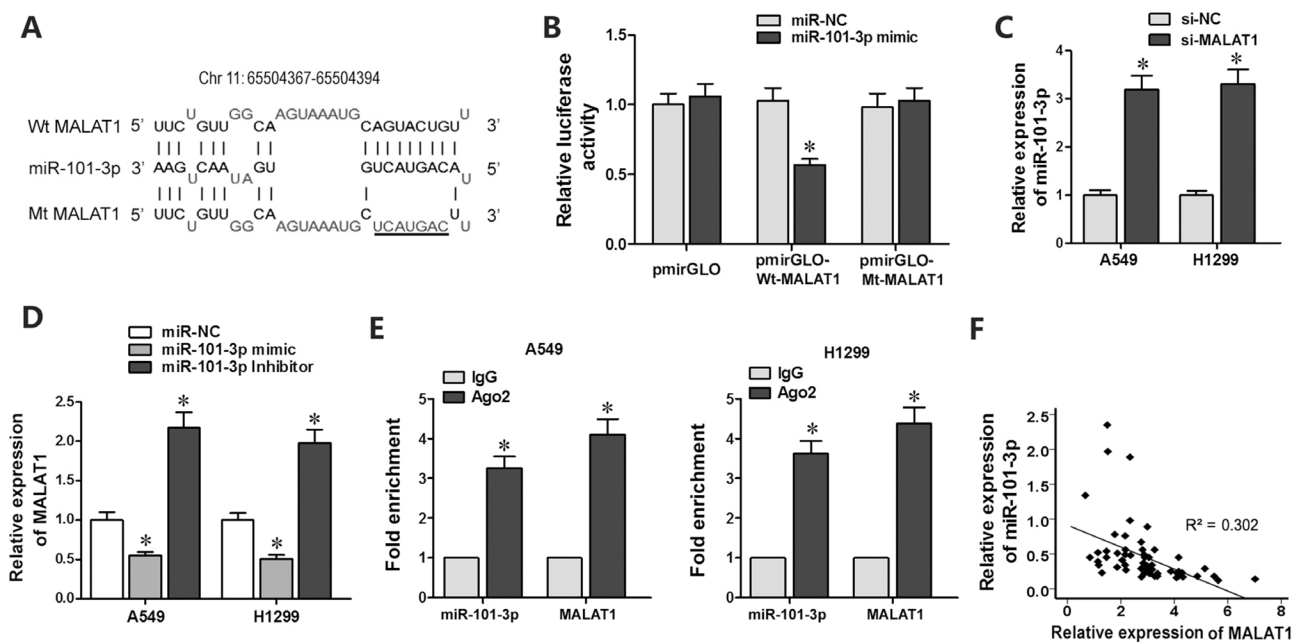 A
Chr 11: 65504367-65504394
Wt MALAT1 5' UUC U GUU GG CA AGUAAAUG CAGUACUGU U 3'
miR-101-3p 3' AAG U CAA UA GU GUCAUGACA U 5'
Mt MALAT1 5' UUC U GUU GG CA AGUAAAUG C UCAUGAC U U 3'
B
miR-NC
miR-101-3p mimic
Relative luciferase
activity
1.5
1.0
0.5
0.0
*
pmirGLO
pmirGLO-
Wt-MALAT1
pmirGLO-
Mt-MALAT1
C
si-NC
si-MALAT1
Relative expression
of miR-101-3p
4
3
2
1
0
* *
A549 H1299
D
miR-NC
miR-101-3p mimic
miR-101-3p Inhibitor
Relative expression
of MALAT1
2.5
2.0
1.5
1.0
0.5
0.0
* * * *
A549 H1299
E
A549
IgG
Ago2
Fold enrichment
5
4
3
2
1
0
* *
miR-101-3p MALAT1
H1299
IgG
Ago2
Fold enrichment
5
4
3
2
1
0
* *
miR-101-3p MALAT1
F
Relative expression
of miR-101-3p
2.5
2.0
1.5
1.0
0.5
0.0
R² = 0.302
0 2 4 6 8
Relative expression of MALAT1